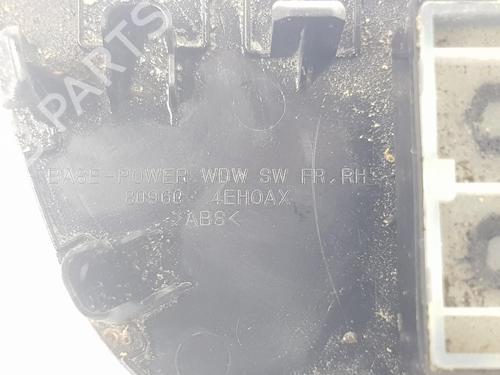 BASE-POWER WDW SW FR, RH
80960 4EH0AX
>ABS<
B-PARTS